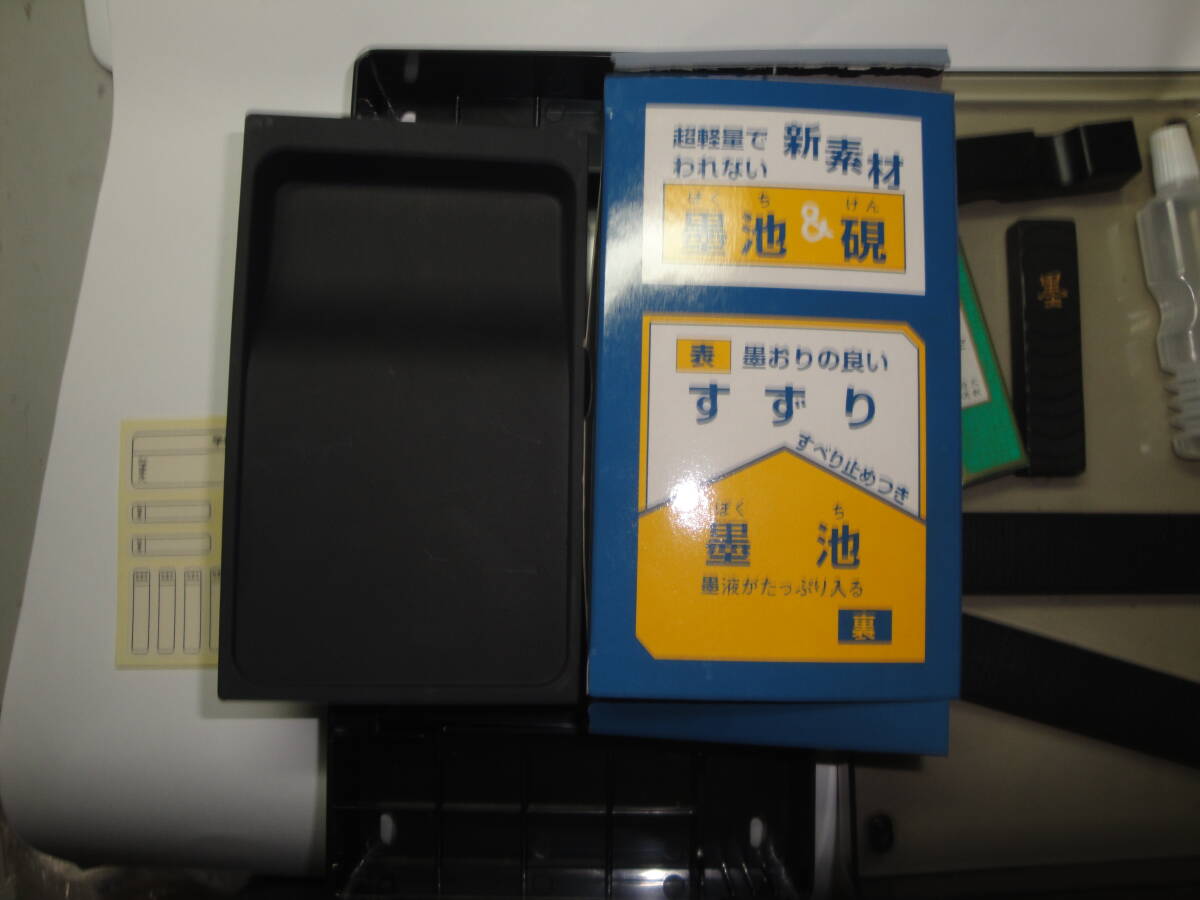 超軽量で
われない
新素材
ぼくち けん
墨池&硯
表 墨おりの良い
すずり
すべり止めつき
ぼくち
墨池
墨液がたっぷり入る
裏
墨